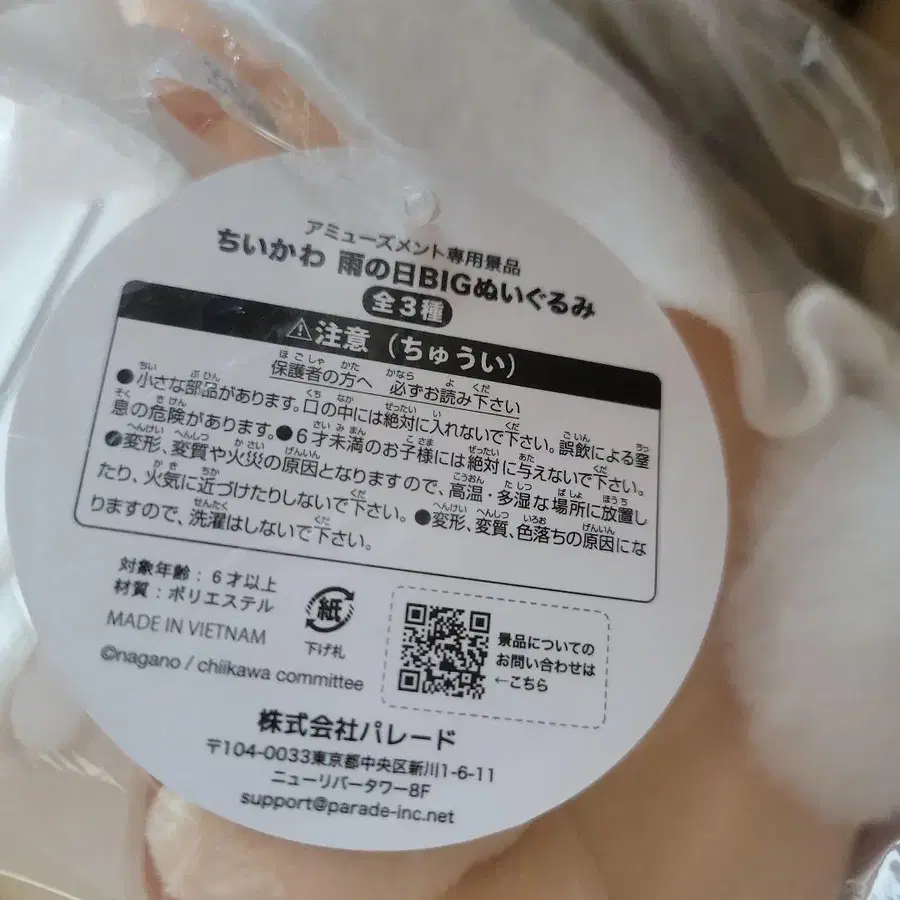 アミューズメント専用景品
ちいかわ 雨の日BIGぬいぐるみ
全3種
⚠注意(ちゅうい)
保護者の方へ 必ずお読み下さい
●小さな部品があります。口の中には絶対に入れないで下さい。誤飲による窒
息の危険があります。●6才未満のお子様には絶対に与えないで下さい。
●変形、変質や火災の原因となりますので、高温・多湿な場所に放置し
たり、火気に近づけたりしないで下さい。●変形、変質、色落ちの原因にな
りますので、洗濯はしないで下さい。
対象年齢:6才以上
材質:ポリエステル
MADE IN VIETNAM
©nagano / chiikawa committee
紙
下げ札
景品についての
お問い合わせは
←こちら
株式会社パレード
〒104-0033東京都中央区新川1-6-11
ニューリバータワー8F
support@parade-inc.net